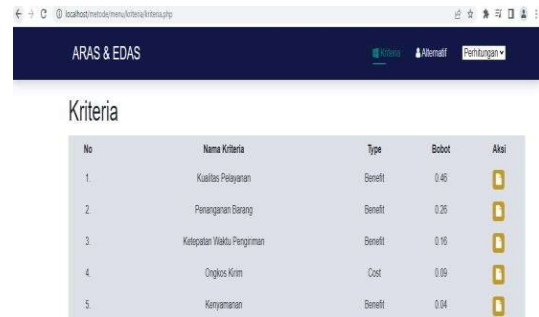 localhost/metode/menu/kriteria/kriteria.php
ARAS & EDAS Kriteria Alternatif Perhitungan
Kriteria
No Nama Kriteria Type Bobot Aksi
1. Kualitas Pelayanan Benefit 0.46
2. Penanganan Barang Benefit 0.26
3. Ketepatan Waktu Pengiriman Benefit 0.16
4. Ongkos Kirim Cost 0.09
5. Kenyamanan Benefit 0.04